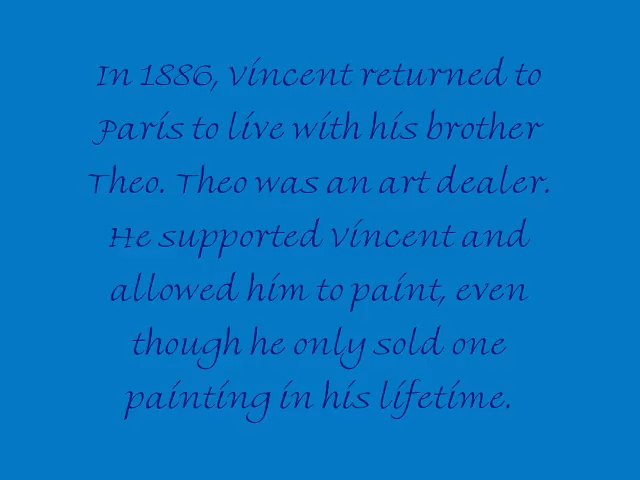 In 1886, Vincent returned to
Paris to live with his brother
Theo. Theo was an art dealer.
He supported Vincent and
allowed him to paint, even
though he only sold one
painting in his lifetime.